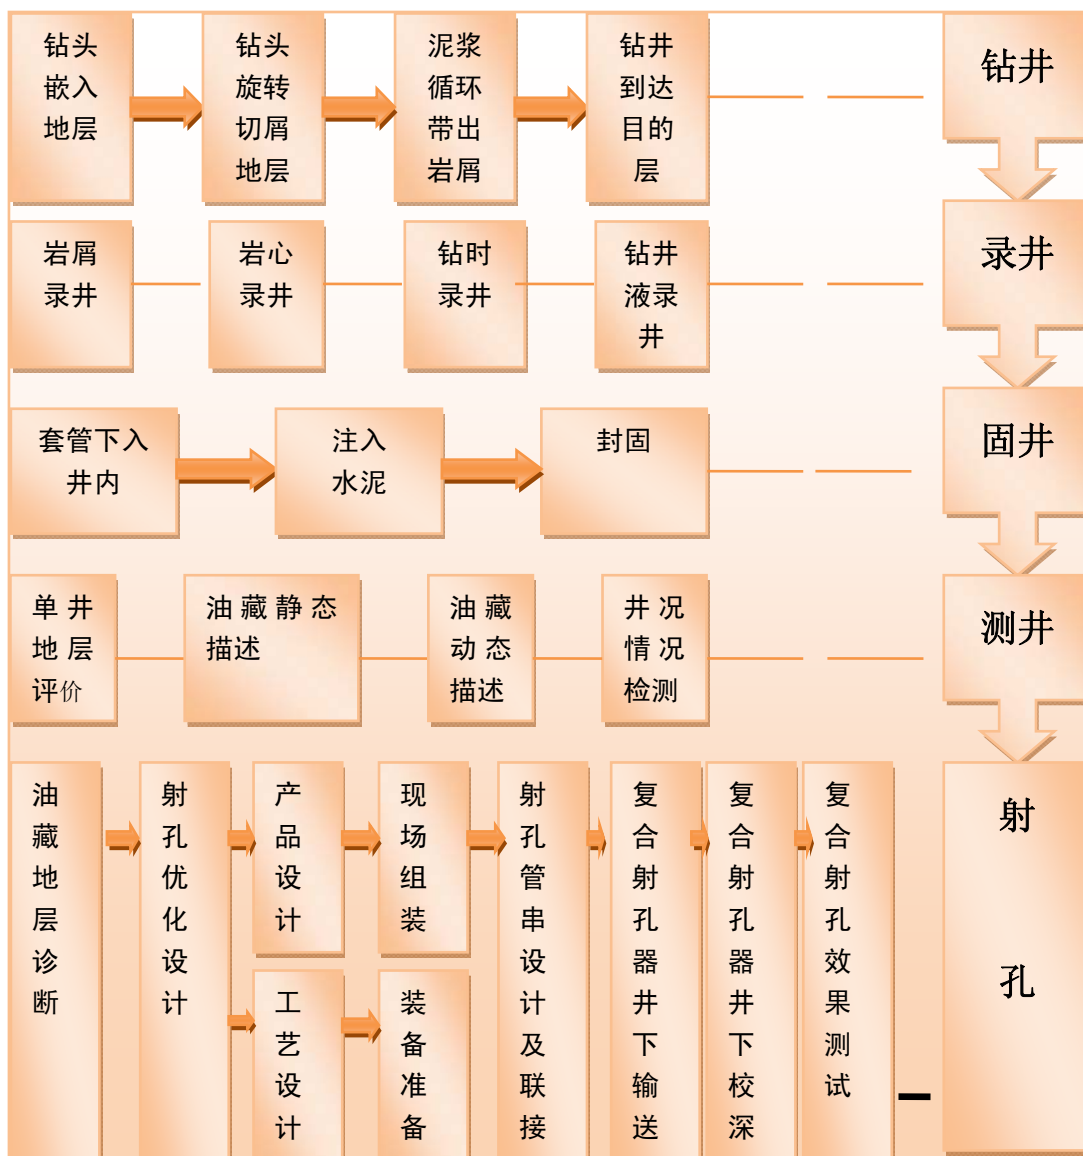 钻头
嵌入
地层
钻头
旋转
切屑
地层
泥浆
循环
带出
岩屑
钻井
到达
目的
层
钻井
岩屑
录井
岩心
录井
钻时
录井
钻井
液录
井
录井
套管下入
井内
注入
水泥
封固
固井
单井
地层
评价
油藏静态
描述
油藏
动态
描述
井况
情况
检测
测井
油藏地层诊断
射孔优化设计
产品设计
工艺设计
现场组装
装备准备
射孔管串设计及联接
复合射孔器井下输送
复合射孔器井下校深
复合射孔效果测试
射孔